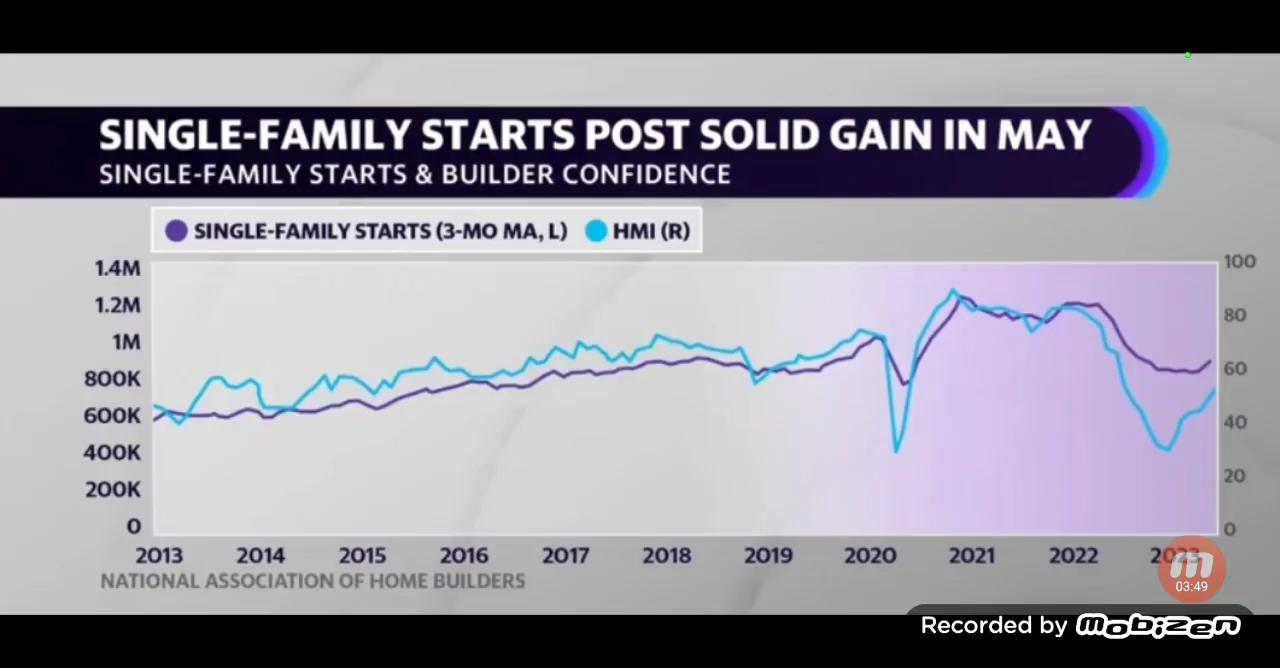 SINGLE-FAMILY STARTS POST SOLID GAIN IN MAY
SINGLE-FAMILY STARTS & BUILDER CONFIDENCE
SINGLE-FAMILY STARTS (3-MO MA, L) HMI (R)
1.4M 100
1.2M 80
1M
800K 60
600K 40
400K
200K 20
0 0
2013 2014 2015 2016 2017 2018 2019 2020 2021 2022 2023
NATIONAL ASSOCIATION OF HOME BUILDERS
03:49
Recorded by mobizen